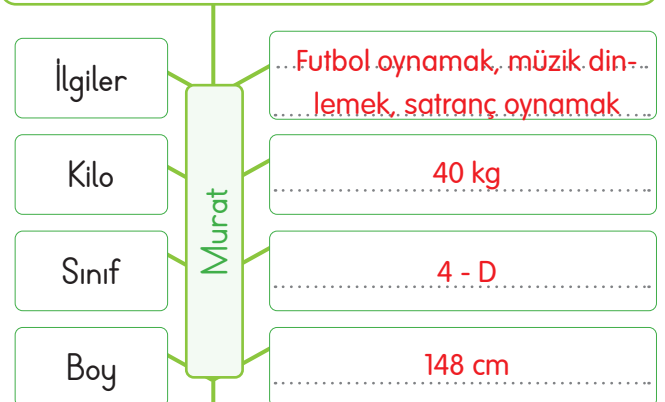 İlgiler
Futbol oynamak, müzik din-
lemek, satranç oynamak
Kilo
40 kg
Murat
Sınıf
4 - D
Boy
148 cm